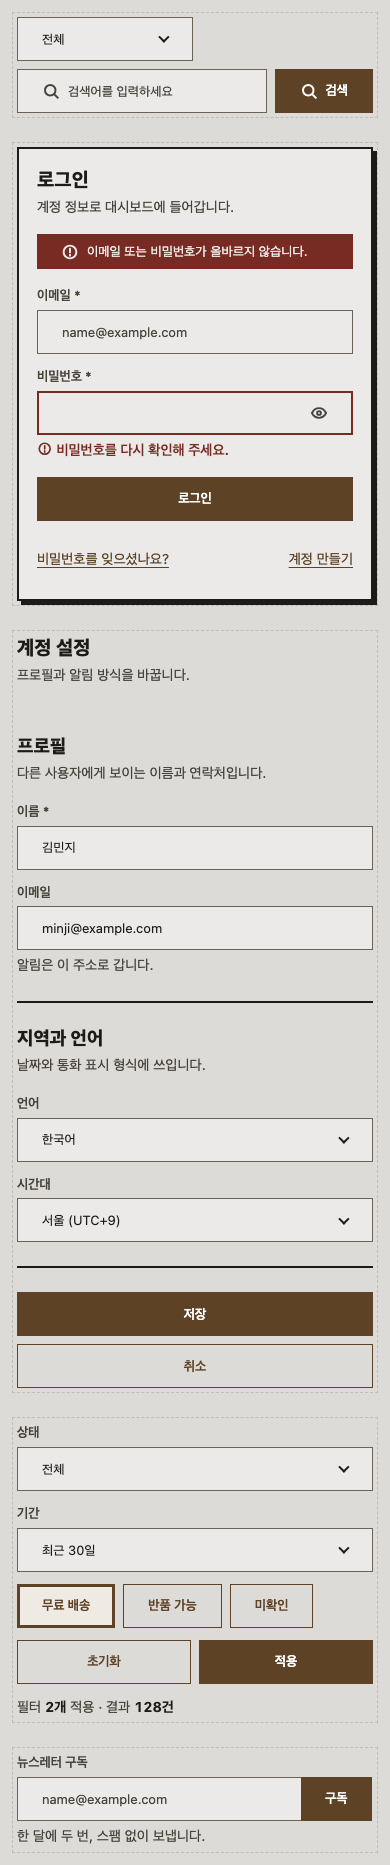 전체
검색어를 입력하세요
검색
로그인
계정 정보로 대시보드에 들어갑니다.
이메일 또는 비밀번호가 올바르지 않습니다.
이메일 *
name@example.com
비밀번호 *
비밀번호를 다시 확인해 주세요.
로그인
비밀번호를 잊으셨나요? 계정 만들기
계정 설정
프로필과 알림 방식을 바꿉니다.
프로필
다른 사용자에게 보이는 이름과 연락처입니다.
이름 *
김민지
이메일
minji@example.com
알림은 이 주소로 갑니다.
지역과 언어
날짜와 통화 표시 형식에 쓰입니다.
언어
한국어
시간대
서울 (UTC+9)
저장
취소
상태
전체
기간
최근 30일
무료 배송 반품 가능 미확인
초기화 적용
필터 2개 적용 · 결과 128건
뉴스레터 구독
name@example.com 구독
한 달에 두 번, 스팸 없이 보냅니다.